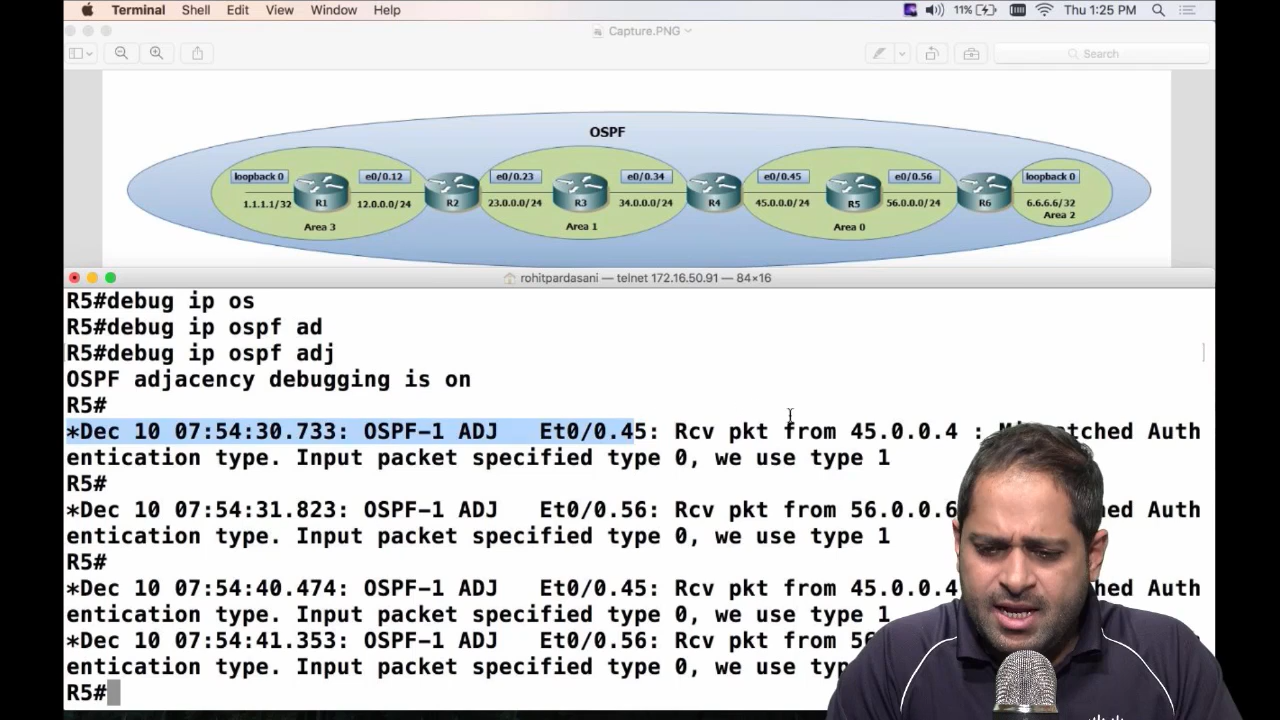 Terminal Shell Edit View Window Help 11% Thu 1:25 PM
Capture.PNG
Search
OSPF
loopback 0 e0/0.12 e0/0.23 e0/0.34 e0/0.45 e0/0.56 loopback 0
R1 R2 R3 R4 R5 R6
1.1.1.1/32 12.0.0.0/24 23.0.0.0/24 34.0.0.0/24 45.0.0.0/24 56.0.0.0/24 6.6.6.6/32
Area 3 Area 1 Area 0 Area 2
rohitpardasani — telnet 172.16.50.91 — 84×16
R5#debug ip os
R5#debug ip ospf ad
R5#debug ip ospf adj
OSPF adjacency debugging is on
R5#
*Dec 10 07:54:30.733: OSPF-1 ADJ Et0/0.45: Rcv pkt from 45.0.0.4 : Mismatched Auth
entication type. Input packet specified type 0, we use type 1
R5#
*Dec 10 07:54:31.823: OSPF-1 ADJ Et0/0.56: Rcv pkt from 56.0.0.6 ched Auth
entication type. Input packet specified type 0, we use type 1
R5#
*Dec 10 07:54:40.474: OSPF-1 ADJ Et0/0.45: Rcv pkt from 45.0.0.4 ched Auth
entication type. Input packet specified type 0, we use type 1
*Dec 10 07:54:41.353: OSPF-1 ADJ Et0/0.56: Rcv pkt from Auth
entication type. Input packet specified type 0, we use typ
R5#